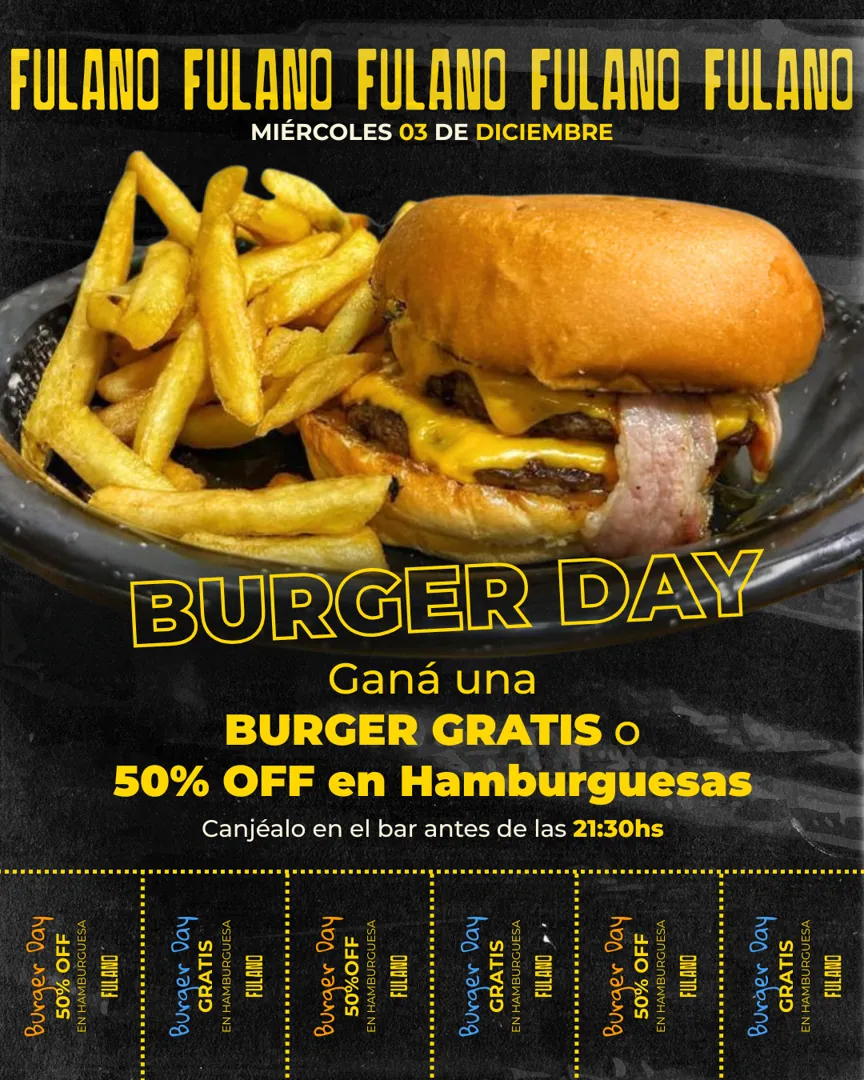 FULANO FULANO FULANO FULANO FULANO
MIÉRCOLES 03 DE DICIEMBRE
BURGER DAY
Ganá una
BURGER GRATIS o
50% OFF en Hamburguesas
Canjéalo en el bar antes de las 21:30hs
Burger Day
50% OFF
EN HAMBURGUESA
FULANO
Burger Day
GRATIS
EN HAMBURGUESA
FULANO
Burger Day
50%OFF
EN HAMBURGUESA
FULANO
Burger Day
GRATIS
EN HAMBURGUESA
FULANO
Burger Day
50% OFF
EN HAMBURGUESA
FULANO
Burger Day
GRATIS
EN HAMBURGUESA
FULANO